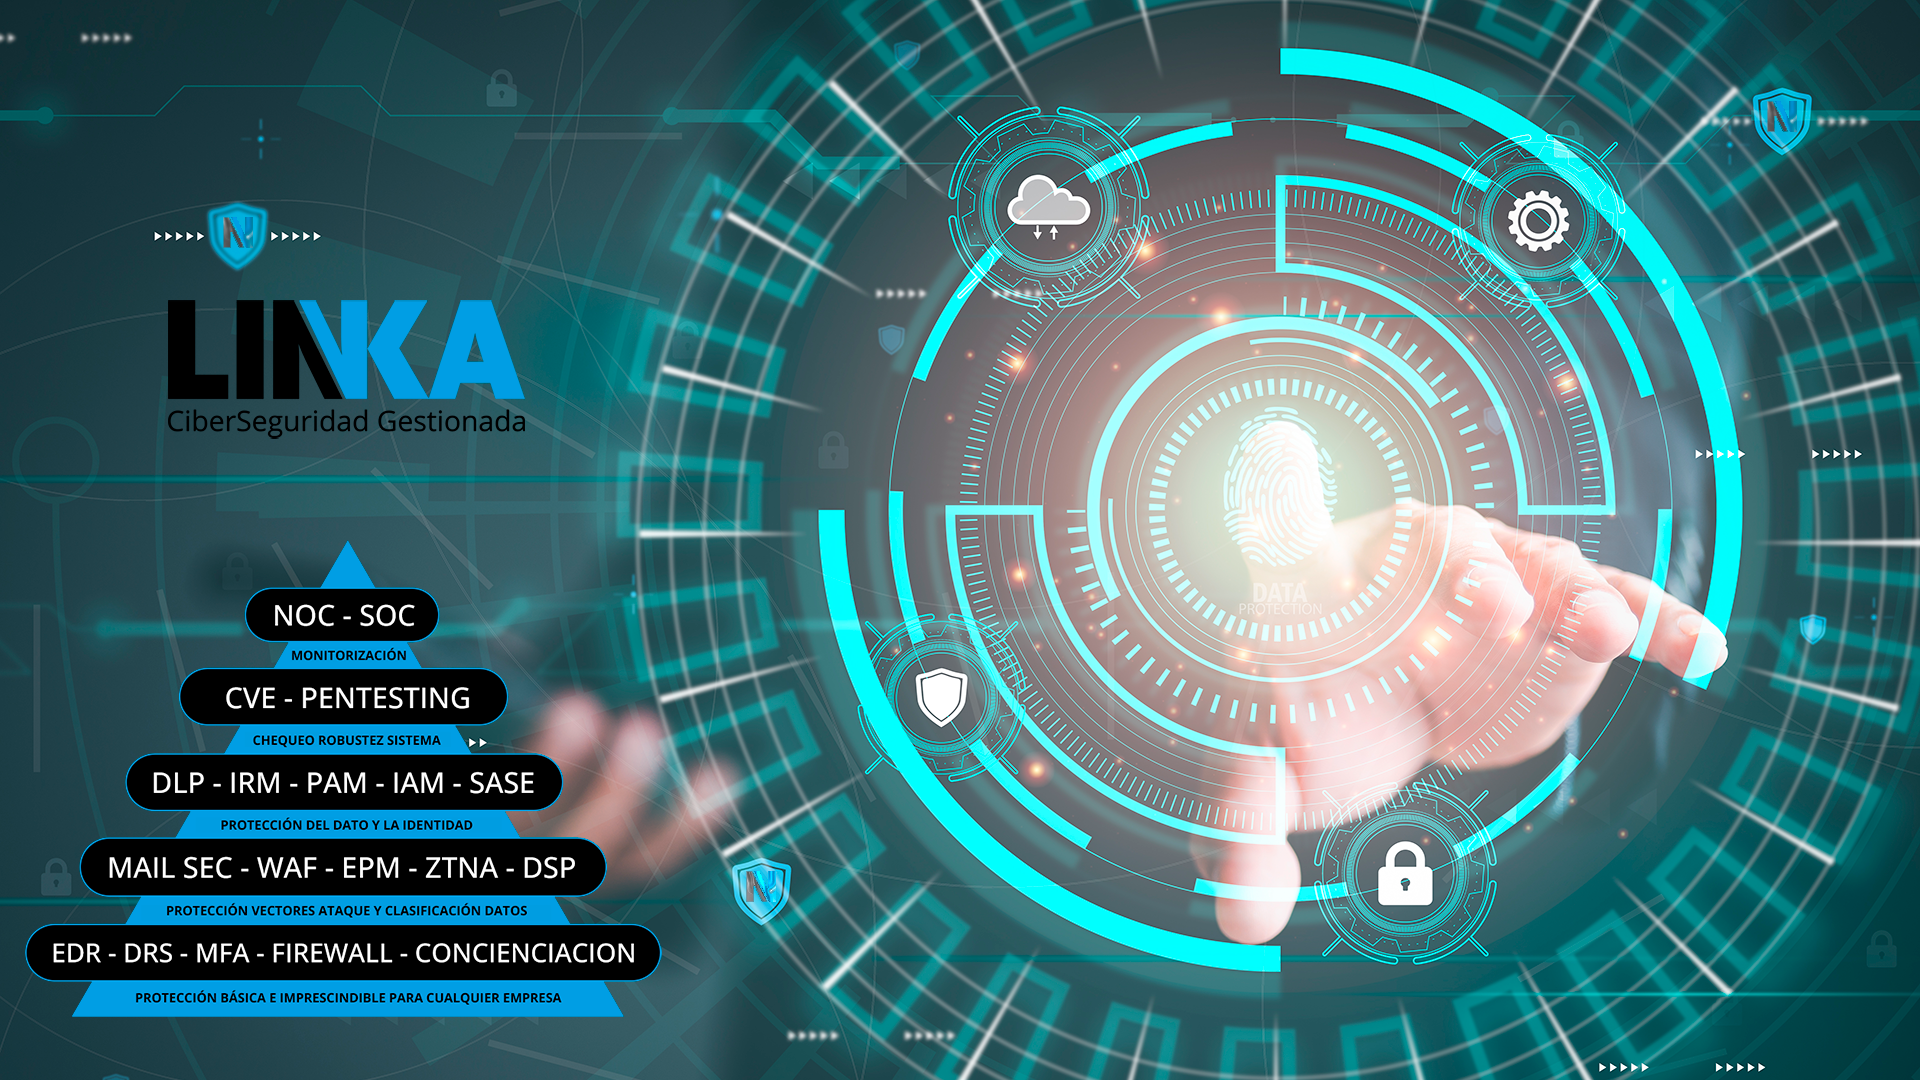 LINKA
CiberSeguridad Gestionada
NOC - SOC
MONITORIZACIÓN
CVE - PENTESTING
CHEQUEO ROBUSTEZ SISTEMA
DLP - IRM - PAM - IAM - SASE
PROTECCIÓN DEL DATO Y LA IDENTIDAD
MAIL SEC - WAF - EPM - ZTNA - DSP
PROTECCIÓN VECTORES ATAQUE Y CLASIFICACIÓN DATOS
EDR - DRS - MFA - FIREWALL - CONCIENCIACION
PROTECCIÓN BÁSICA E IMPRESCINDIBLE PARA CUALQUIER EMPRESA
DATA
PROTECTION